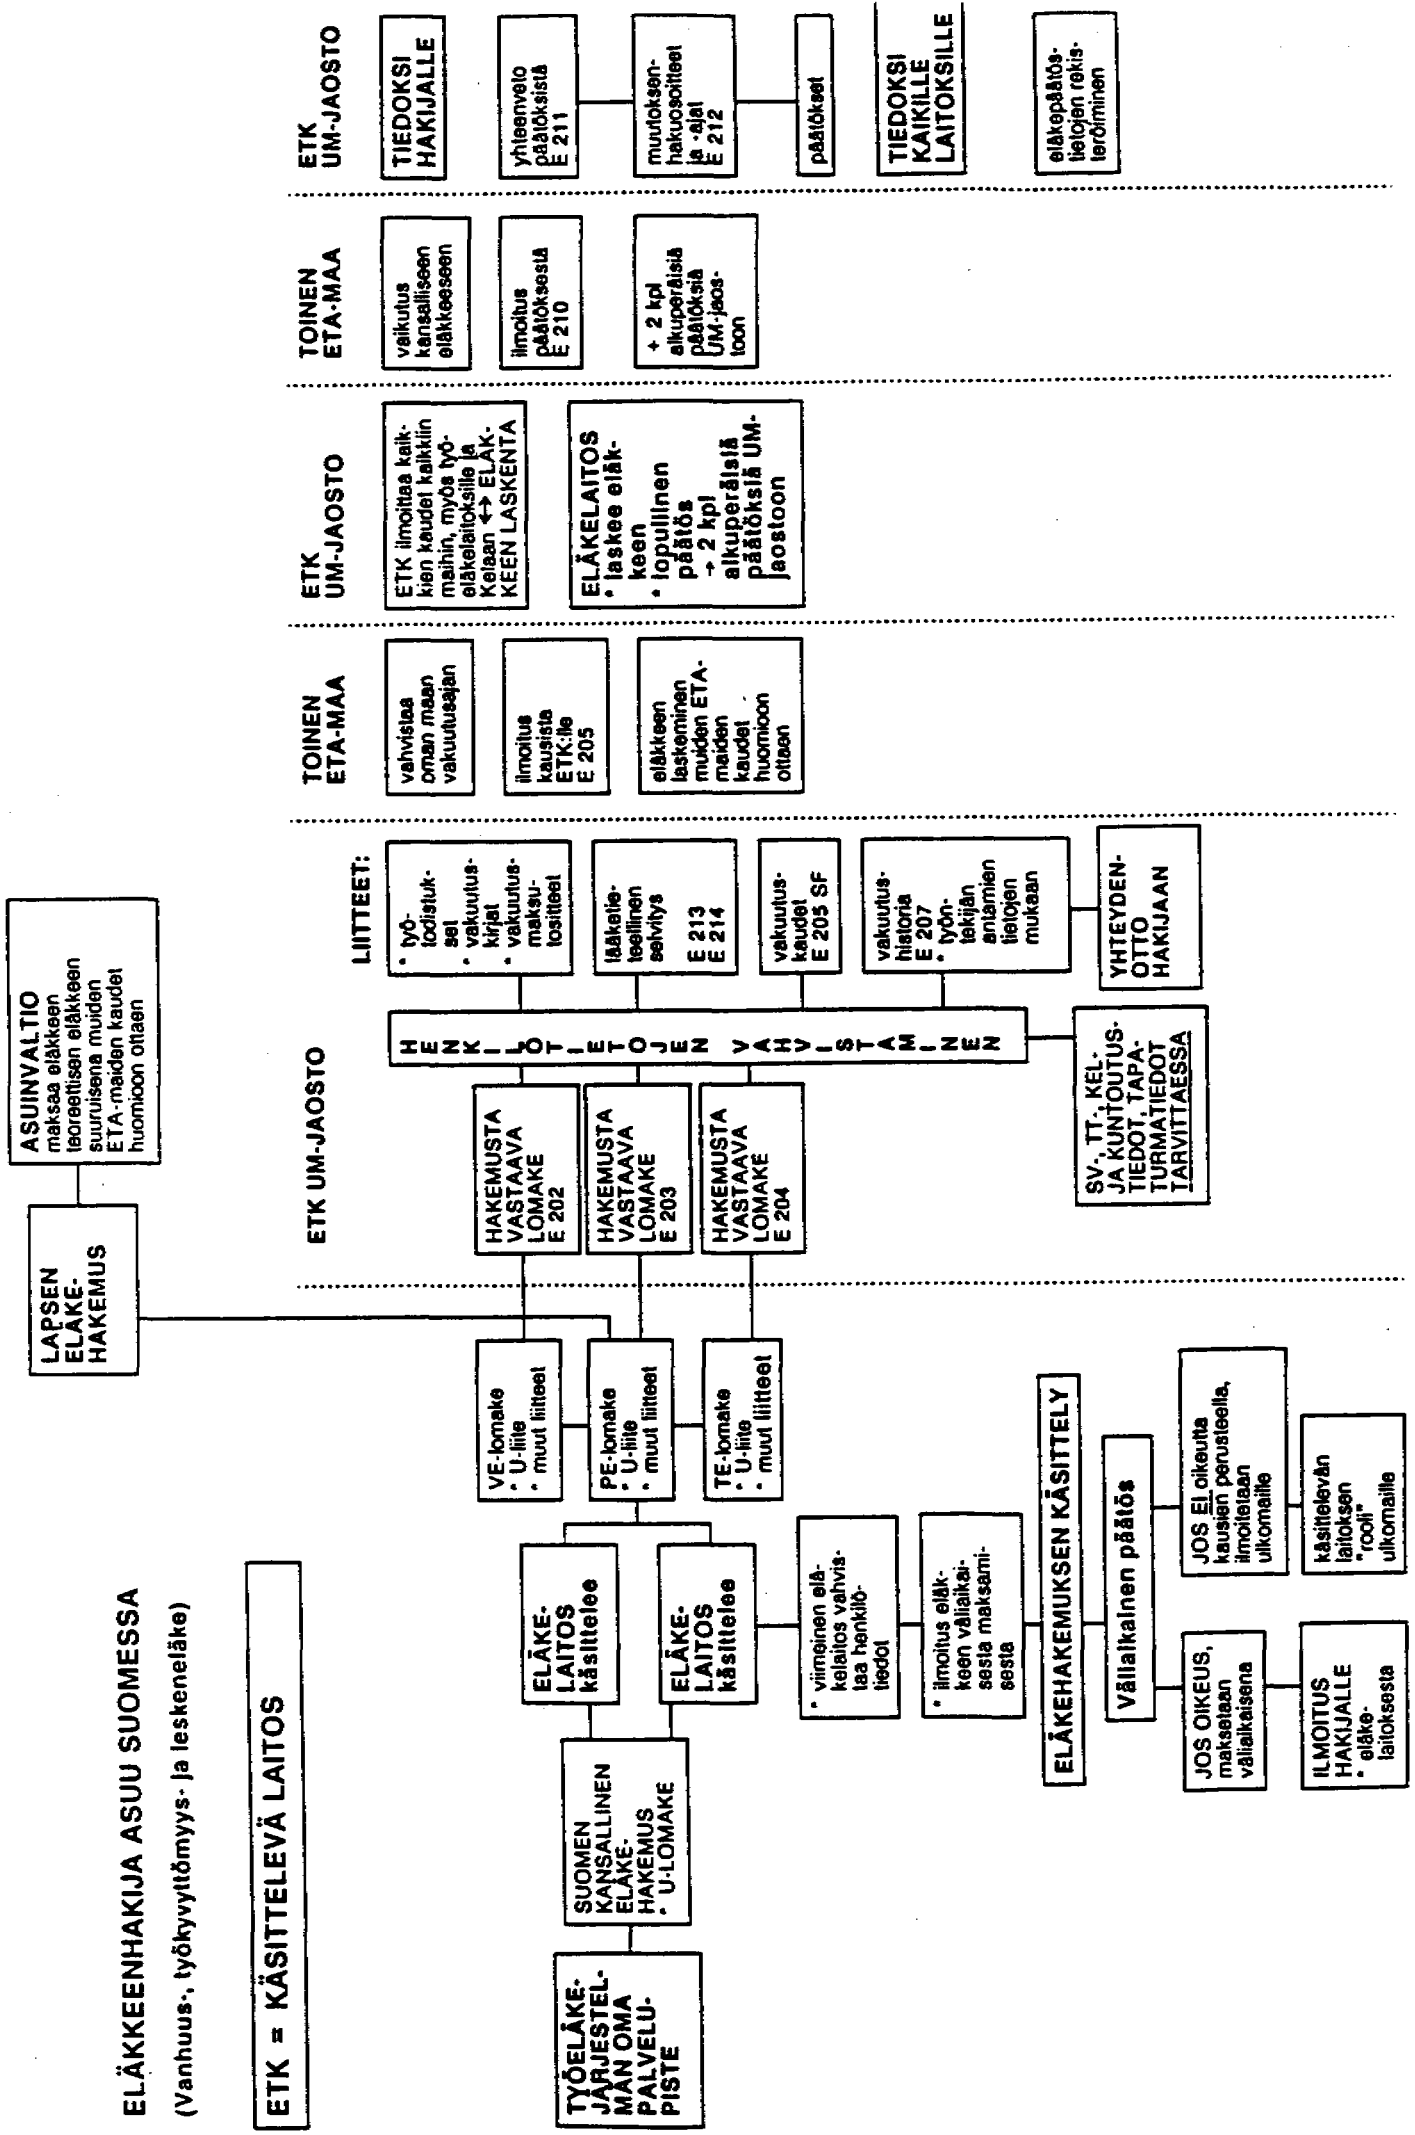 ELÄKKEENHAKIJA ASUU SUOMESSA
(Vanhuus-, työkyvyttömyys- ja leskeneläke)
ETK = KÄSITTELEVÄ LAITOS
TYÖELÄKE-
JÄRJESTEL-
MÄN OMA
PALVELU-
PISTE
SUOMEN
KANSALLINEN
ELÄKE-
HAKEMUS
* U-LOMAKE
ELÄKE-
LAITOS
käsittelee
ELÄKE-
LAITOS
käsittelee
* viimeinen elä-
kelaitos vahvis-
taa henkilö-
tiedot
* ilmoitus eläk-
keen väliaikai-
sesta maksami-
sesta
ELÄKEHAKEMUKSEN KÄSITTELY
Väliaikainen päätös
JOS OIKEUS,
maksetaan
väliaikaisena
ILMOITUS
HAKIJALLE
* eläke-
laitoksesta
JOS EI oikeutta
kausien perusteella,
ilmoitetaan
ulkomaille
käsittelevän
laitoksen
"rooli"
ulkomaille
VE-lomake
* U-liite
* muut liitteet
PE-lomake
* U-liite
* muut liitteet
TE-lomake
* U-liite
* muut liitteet
LAPSEN
ELÄKE-
HAKEMUS
ASUINVALTIO
maksaa eläkkeen
teoreettisen eläkkeen
suuruisena muiden
ETA-maiden kaudet
huomioon ottaen
ETK UM-JAOSTO
HAKEMUSTA
VASTAAVA
LOMAKE
E 202
HAKEMUSTA
VASTAAVA
LOMAKE
E 203
HAKEMUSTA
VASTAAVA
LOMAKE
E 204
HENKILÖTIETOJEN VAHVISTAMINEN
SV-, TT-, KEL-
JA KUNTOUTUS-
TIEDOT, TAPA-
TURMATIEDOT
TARVITTAESSA
LIITTEET:
* työ-
todistuk-
set
* vakuutus-
kirjat
* vakuutus-
maksu-
tositteet
lääketie-
teellinen
selvitys
E 213
E 214
vakuutus-
kaudet
E 205 SF
vakuutus-
historia
E 207
* työn-
tekijän
antamien
tietojen
mukaan
YHTEYDEN-
OTTO
HAKIJAAN
TOINEN
ETA-MAA
vahvistaa
oman maan
vakuutusajan
ilmoitus
kausista
ETK:lle
E 205
eläkkeen
laskeminen
muiden ETA-
maiden
kaudet
huomioon
ottaen
ETK
UM-JAOSTO
ETK ilmoittaa kaik-
kien kaudet kaikkiin
maihin, myös työ-
eläkelaitoksille ja
Kelaan ↔ ELÄK-
KEEN LASKENTA
ELÄKELAITOS
* laskee eläk-
keen
* lopullinen
päätös
→ 2 kpl
alkuperäisiä
päätöksiä UM-
jaostoon
TOINEN
ETA-MAA
vaikutus
kansalliseen
eläkkeeseen
ilmoitus
päätöksestä
E 210
+ 2 kpl
alkuperäisiä
päätöksiä
UM-jaos-
toon
ETK
UM-JAOSTO
TIEDOKSI
HAKIJALLE
yhteenveto
päätöksistä
E 211
muutoksen-
hakuosoitteet
ja -ajat
E 212
päätökset
TIEDOKSI
KAIKILLE
LAITOKSILLE
eläkepäätös-
tietojen rekis-
teröiminen